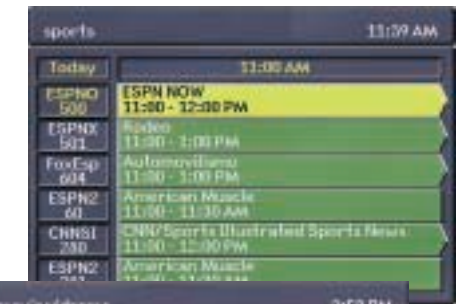 sports 11:39 AM
Today 11:00 AM
ESPNO ESPN NOW
500 11:00 - 12:00 PM
ESPNX Rodeo
501 11:00 - 1:00 PM
FoxEsp Automovilismo
604 11:00 - 1:00 PM
ESPN2 American Muscle
60 11:00 - 11:30 AM
CNNSI CNN/Sports Illustrated Sports News
280 11:00 - 12:00 PM
ESPN2 American Muscle
PM